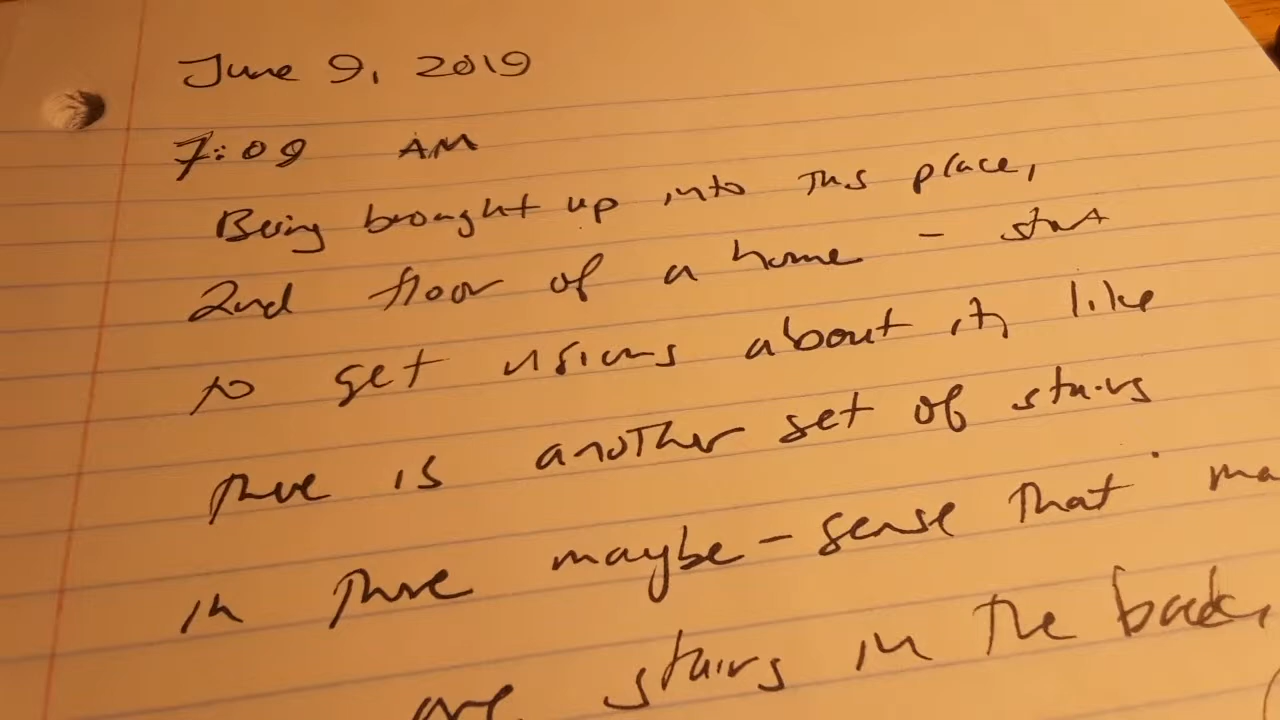 June 9, 2019
7:09 AM
Being brought up into this place,
2nd floor of a home - start
to get visions about it, like
there is another set of stairs
in there maybe - sense that
are stairs in the back,